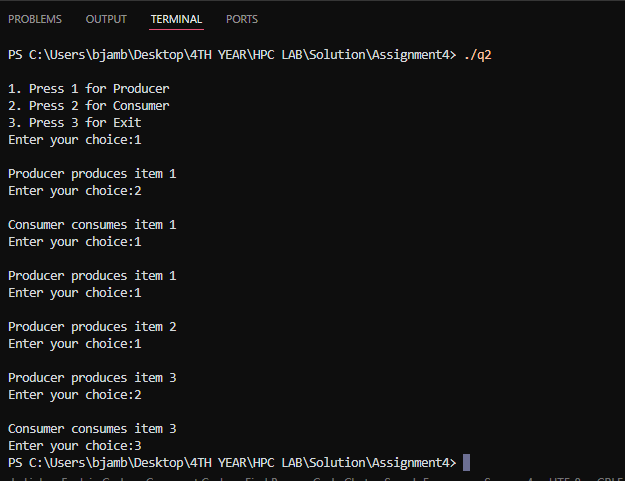 PROBLEMS OUTPUT TERMINAL PORTS
PS C:\Users\bjamb\Desktop\4TH YEAR\HPC LAB\Solution\Assignment4> ./q2
1. Press 1 for Producer
2. Press 2 for Consumer
3. Press 3 for Exit
Enter your choice:1
Producer produces item 1
Enter your choice:2
Consumer consumes item 1
Enter your choice:1
Producer produces item 1
Enter your choice:1
Producer produces item 2
Enter your choice:1
Producer produces item 3
Enter your choice:2
Consumer consumes item 3
Enter your choice:3
PS C:\Users\bjamb\Desktop\4TH YEAR\HPC LAB\Solution\Assignment4>